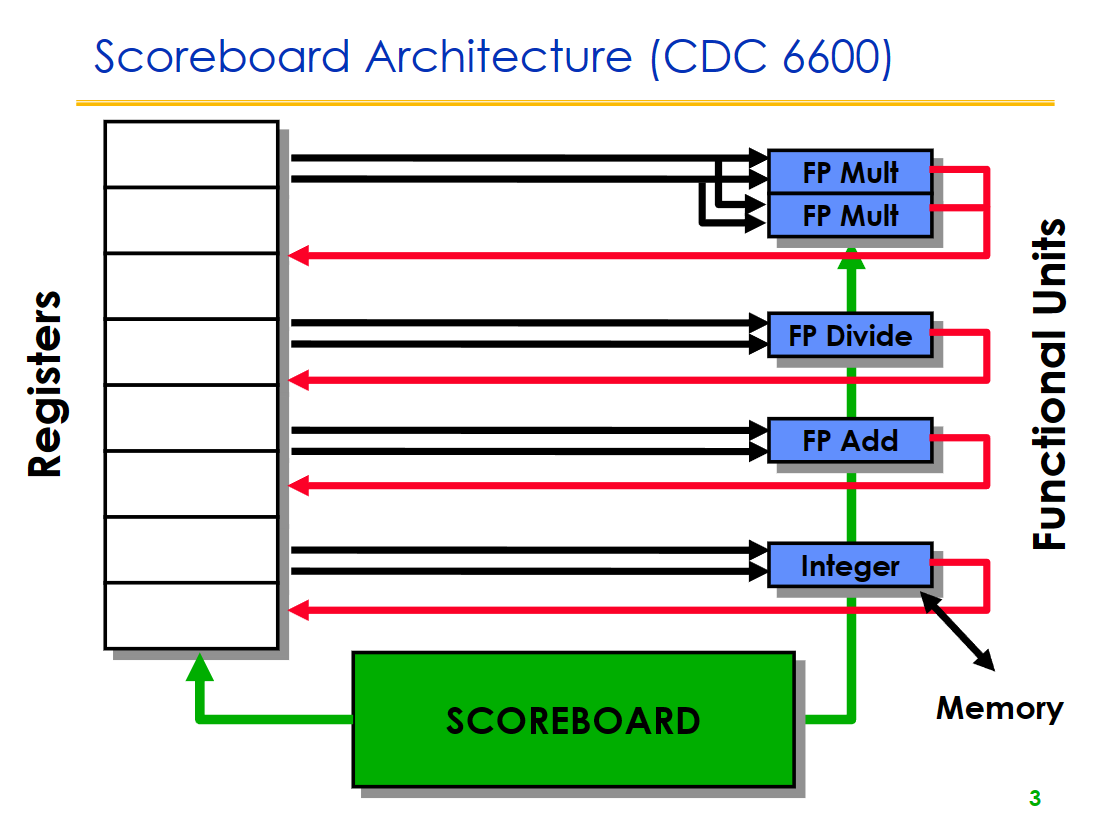 Scoreboard Architecture (CDC 6600)
Registers
FP Mult
FP Mult
FP Divide
FP Add
Integer
Functional Units
SCOREBOARD
Memory
3